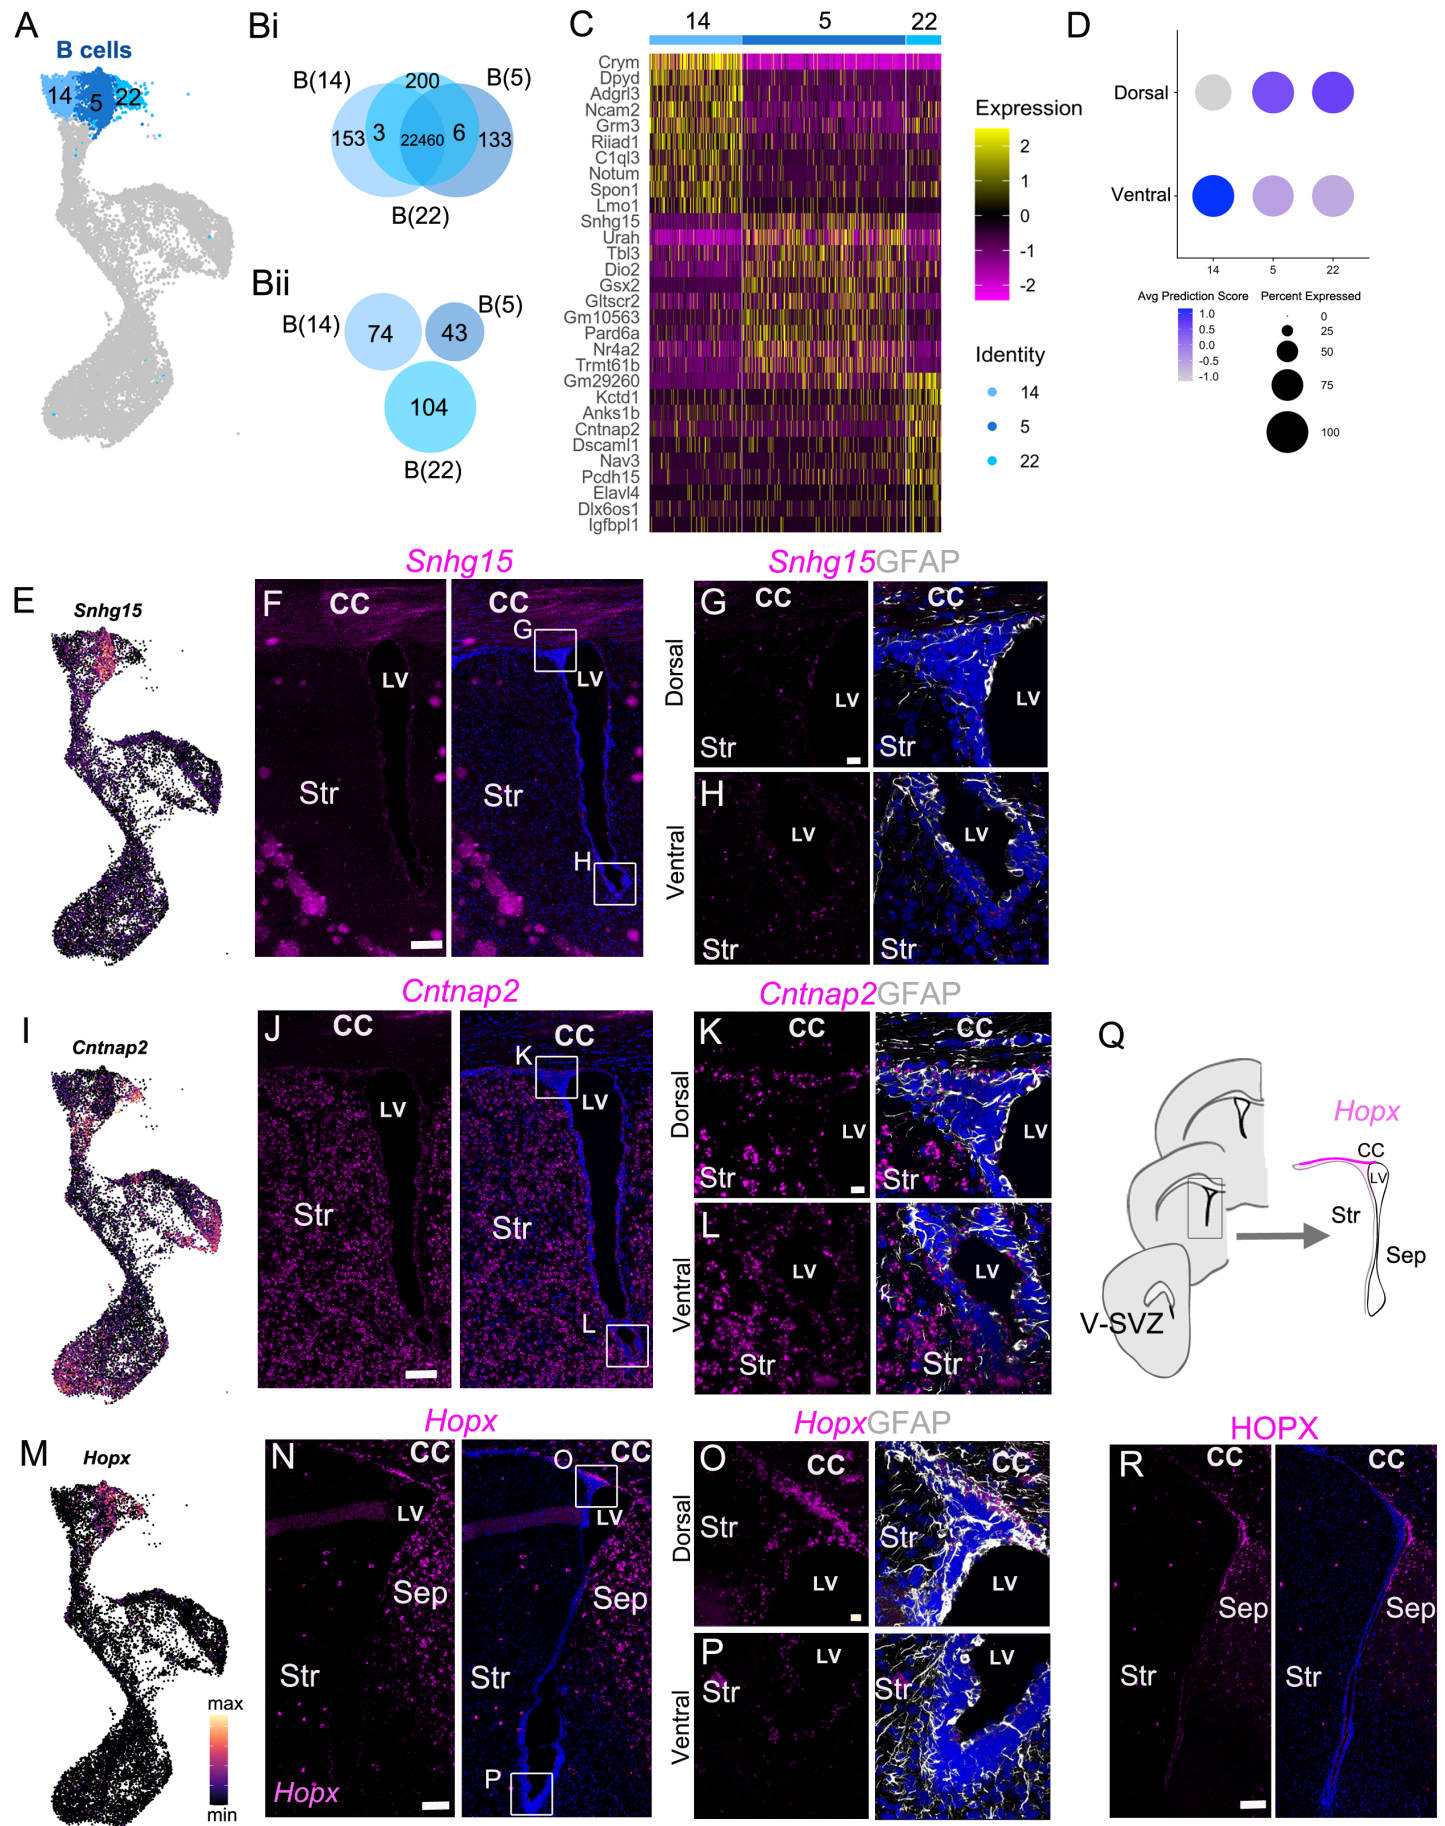 A
B cells
14
5
22
Bi
B(14)
200
B(5)
153
3
22460
6
133
B(22)
Bii
B(14)
B(5)
74
43
104
B(22)
C
14
5
22
Crym
Dpyd
Adgrl3
Ncam2
Grm3
Riiad1
C1ql3
Notum
Spon1
Lmo1
Snhg15
Urah
Tbl3
Dio2
Gsx2
Gltscr2
Gm10563
Pard6a
Nr4a2
Trmt61b
Gm29260
Kctd1
Anks1b
Cntnap2
Dscaml1
Nav3
Pcdh15
Elavl4
Dlx6os1
Igfbpl1
Expression
2
1
0
-1
-2
Identity
14
5
22
D
Dorsal
Ventral
14
5
22
Avg Prediction Score
1.0
0.5
0.0
-0.5
-1.0
Percent Expressed
0
25
50
75
100
E
Snhg15
Snhg15
F
CC
LV
Str
CC
G
LV
Str
H
Snhg15GFAP
Dorsal
G
CC
LV
Str
CC
LV
Str
Ventral
H
LV
Str
LV
Str
I
Cntnap2
Cntnap2
J
CC
LV
Str
CC
K
LV
Str
L
Cntnap2GFAP
Dorsal
K
CC
LV
Str
CC
LV
Str
Ventral
L
LV
Str
LV
Str
Q
Hopx
CC
LV
Str
Sep
V-SVZ
M
Hopx
max
min
Hopx
N
CC
LV
Sep
Str
Hopx
CC
O
LV
Sep
Str
P
HopxGFAP
Dorsal
O
CC
Str
LV
CC
Str
LV
Ventral
P
LV
Str
LV
Str
HOPX
R
CC
Sep
Str
CC
Sep
Str